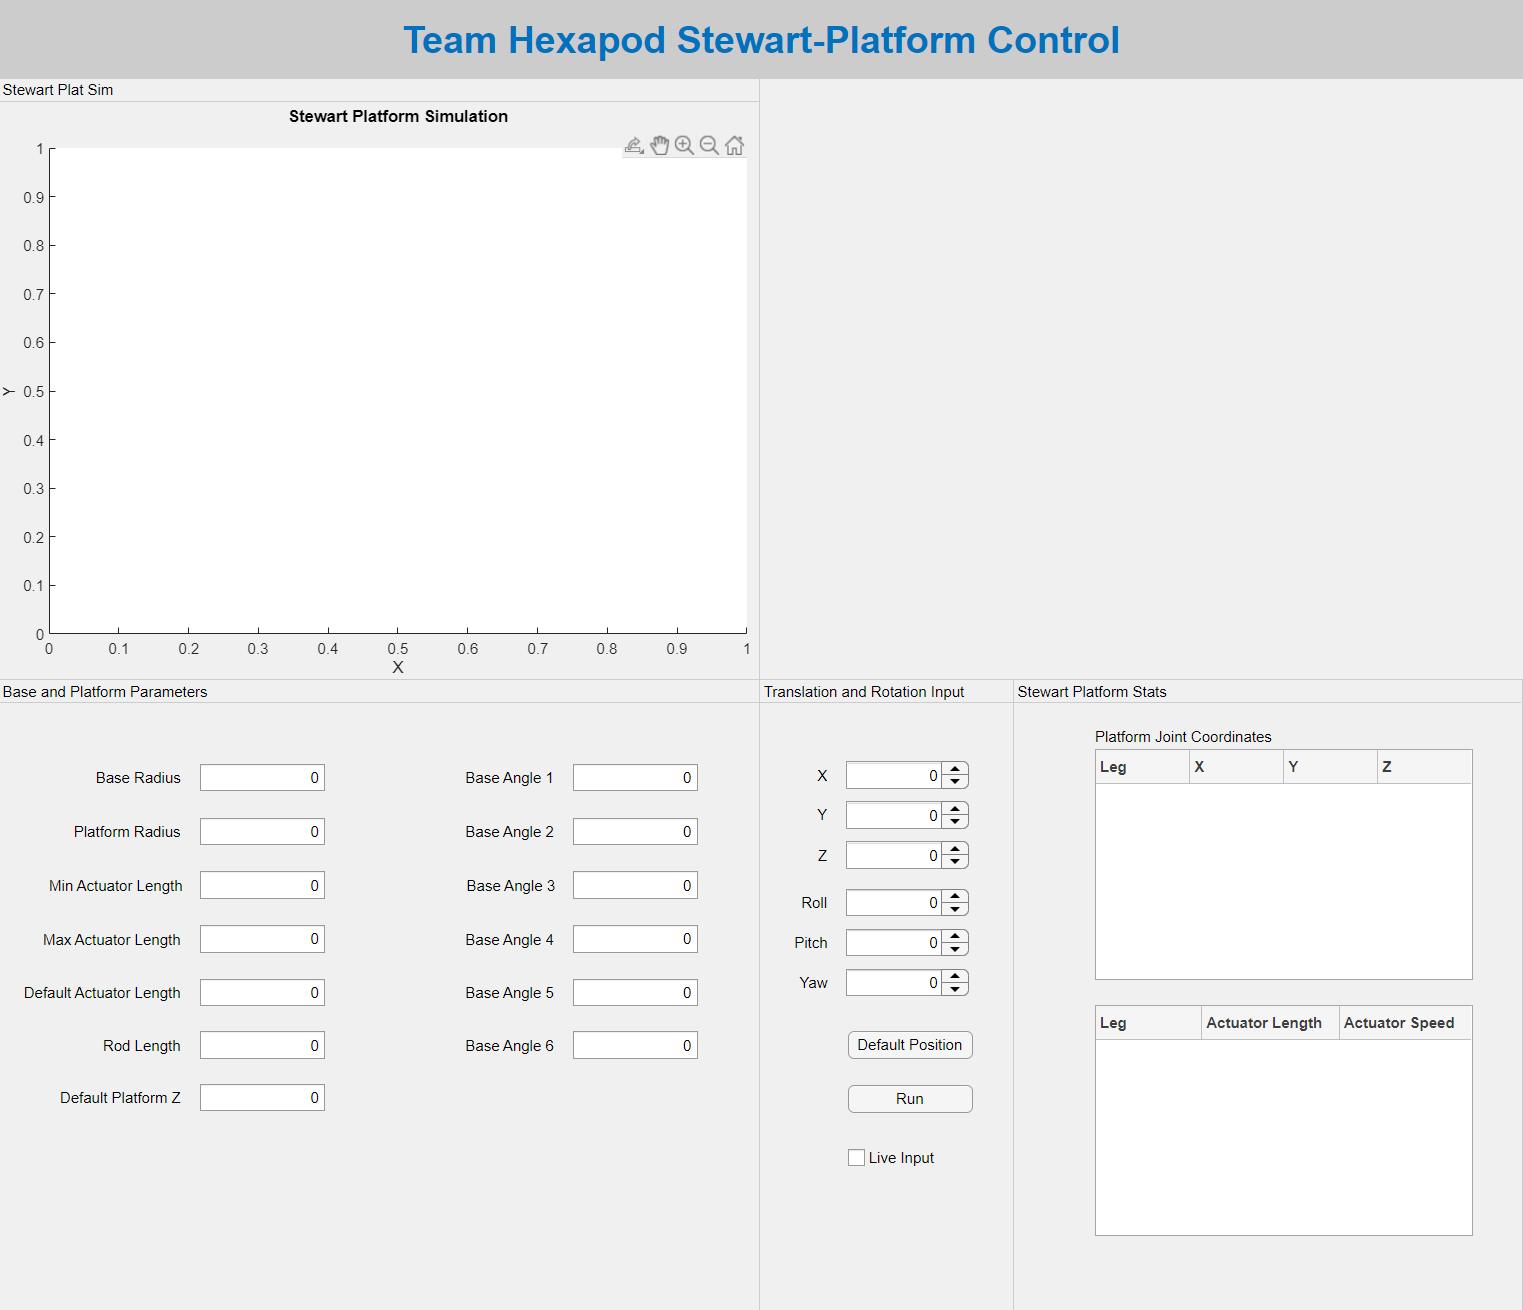 Team Hexapod Stewart-Platform Control
Stewart Plat Sim
Stewart Platform Simulation
1
0.9
0.8
0.7
0.6
0.5
0.4
0.3
0.2
0.1
0
Y
0 0.1 0.2 0.3 0.4 0.5 0.6 0.7 0.8 0.9 1
X
Base and Platform Parameters
Base Radius 0
Platform Radius 0
Min Actuator Length 0
Max Actuator Length 0
Default Actuator Length 0
Rod Length 0
Default Platform Z 0
Base Angle 1 0
Base Angle 2 0
Base Angle 3 0
Base Angle 4 0
Base Angle 5 0
Base Angle 6 0
Translation and Rotation Input
X 0
Y 0
Z 0
Roll 0
Pitch 0
Yaw 0
Default Position
Run
Live Input
Stewart Platform Stats
Platform Joint Coordinates
Leg X Y Z
Leg Actuator Length Actuator Speed